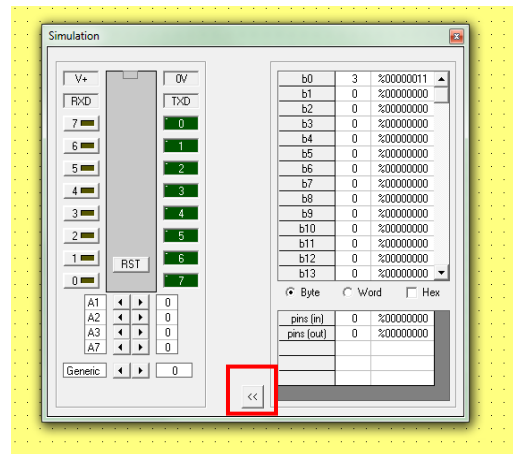 Simulation
V+ 0V
RXD TXD
7 0
6 1
5 2
4 3
3 4
2 5
1 RST 6
0 7
A1 0
A2 0
A3 0
A7 0
Generic 0
b0 3 %00000011
b1 0 %00000000
b2 0 %00000000
b3 0 %00000000
b4 0 %00000000
b5 0 %00000000
b6 0 %00000000
b7 0 %00000000
b8 0 %00000000
b9 0 %00000000
b10 0 %00000000
b11 0 %00000000
b12 0 %00000000
b13 0 %00000000
Byte Word Hex
pins (in) 0 %00000000
pins (out) 0 %00000000
<<